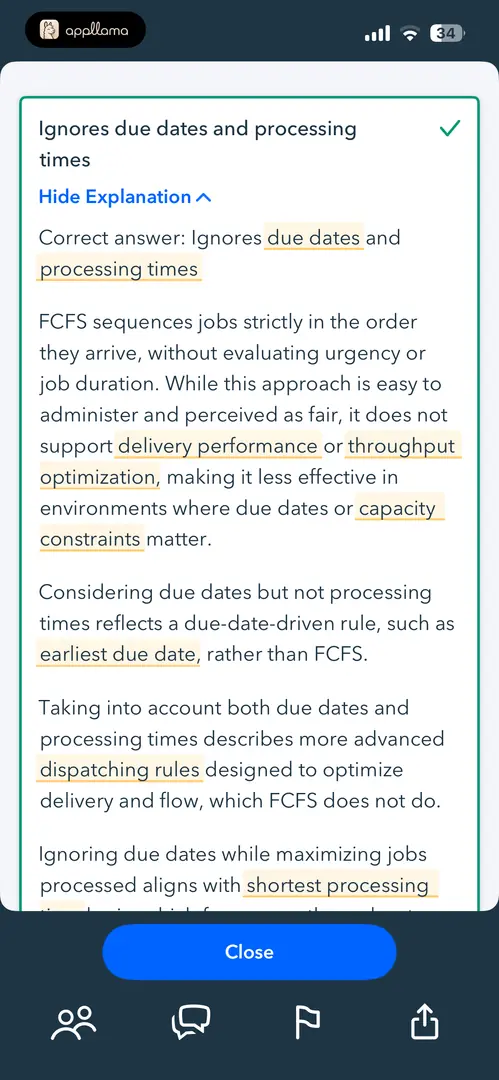 appllama
34
Ignores due dates and processing
times
Hide Explanation
Correct answer: Ignores due dates and
processing times
FCFS sequences jobs strictly in the order
they arrive, without evaluating urgency or
job duration. While this approach is easy to
administer and perceived as fair, it does not
support delivery performance or throughput
optimization, making it less effective in
environments where due dates or capacity
constraints matter.
Considering due dates but not processing
times reflects a due-date-driven rule, such as
earliest due date, rather than FCFS.
Taking into account both due dates and
processing times describes more advanced
dispatching rules designed to optimize
delivery and flow, which FCFS does not do.
Ignoring due dates while maximizing jobs
processed aligns with shortest processing
Close